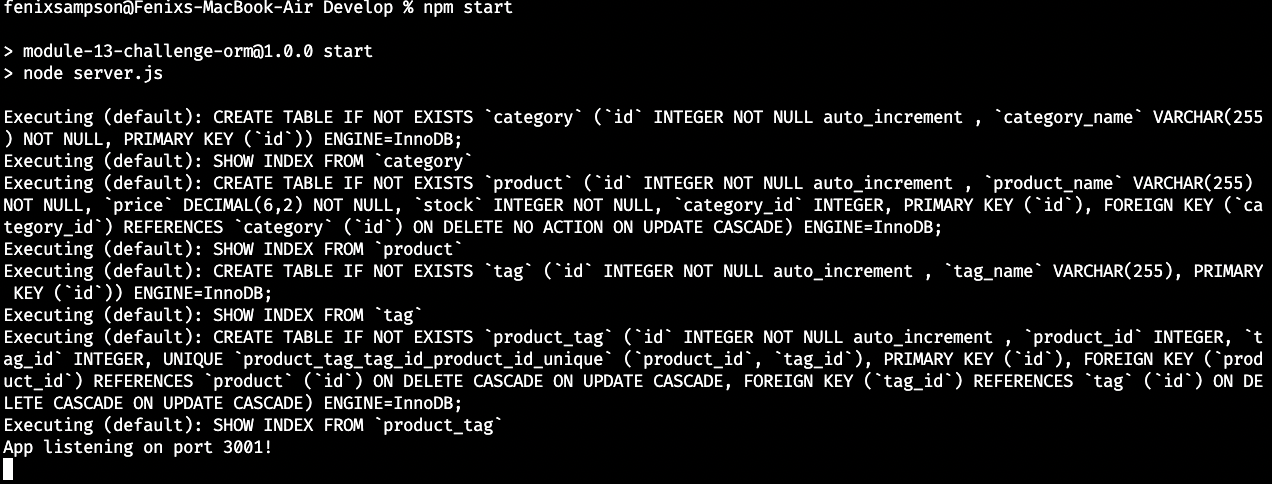 fenixsampson@Fenixs-MacBook-Air Develop % npm start
> module-13-challenge-orm@1.0.0 start
> node server.js
Executing (default): CREATE TABLE IF NOT EXISTS `category` (`id` INTEGER NOT NULL auto_increment , `category_name` VARCHAR(255
) NOT NULL, PRIMARY KEY (`id`)) ENGINE=InnoDB;
Executing (default): SHOW INDEX FROM `category`
Executing (default): CREATE TABLE IF NOT EXISTS `product` (`id` INTEGER NOT NULL auto_increment , `product_name` VARCHAR(255)
NOT NULL, `price` DECIMAL(6,2) NOT NULL, `stock` INTEGER NOT NULL, `category_id` INTEGER, PRIMARY KEY (`id`), FOREIGN KEY (`ca
tegory_id`) REFERENCES `category` (`id`) ON DELETE NO ACTION ON UPDATE CASCADE) ENGINE=InnoDB;
Executing (default): SHOW INDEX FROM `product`
Executing (default): CREATE TABLE IF NOT EXISTS `tag` (`id` INTEGER NOT NULL auto_increment , `tag_name` VARCHAR(255), PRIMARY
 KEY (`id`)) ENGINE=InnoDB;
Executing (default): SHOW INDEX FROM `tag`
Executing (default): CREATE TABLE IF NOT EXISTS `product_tag` (`id` INTEGER NOT NULL auto_increment , `product_id` INTEGER, `t
ag_id` INTEGER, UNIQUE `product_tag_tag_id_product_id_unique` (`product_id`, `tag_id`), PRIMARY KEY (`id`), FOREIGN KEY (`prod
uct_id`) REFERENCES `product` (`id`) ON DELETE CASCADE ON UPDATE CASCADE, FOREIGN KEY (`tag_id`) REFERENCES `tag` (`id`) ON DE
LETE CASCADE ON UPDATE CASCADE) ENGINE=InnoDB;
Executing (default): SHOW INDEX FROM `product_tag`
App listening on port 3001!